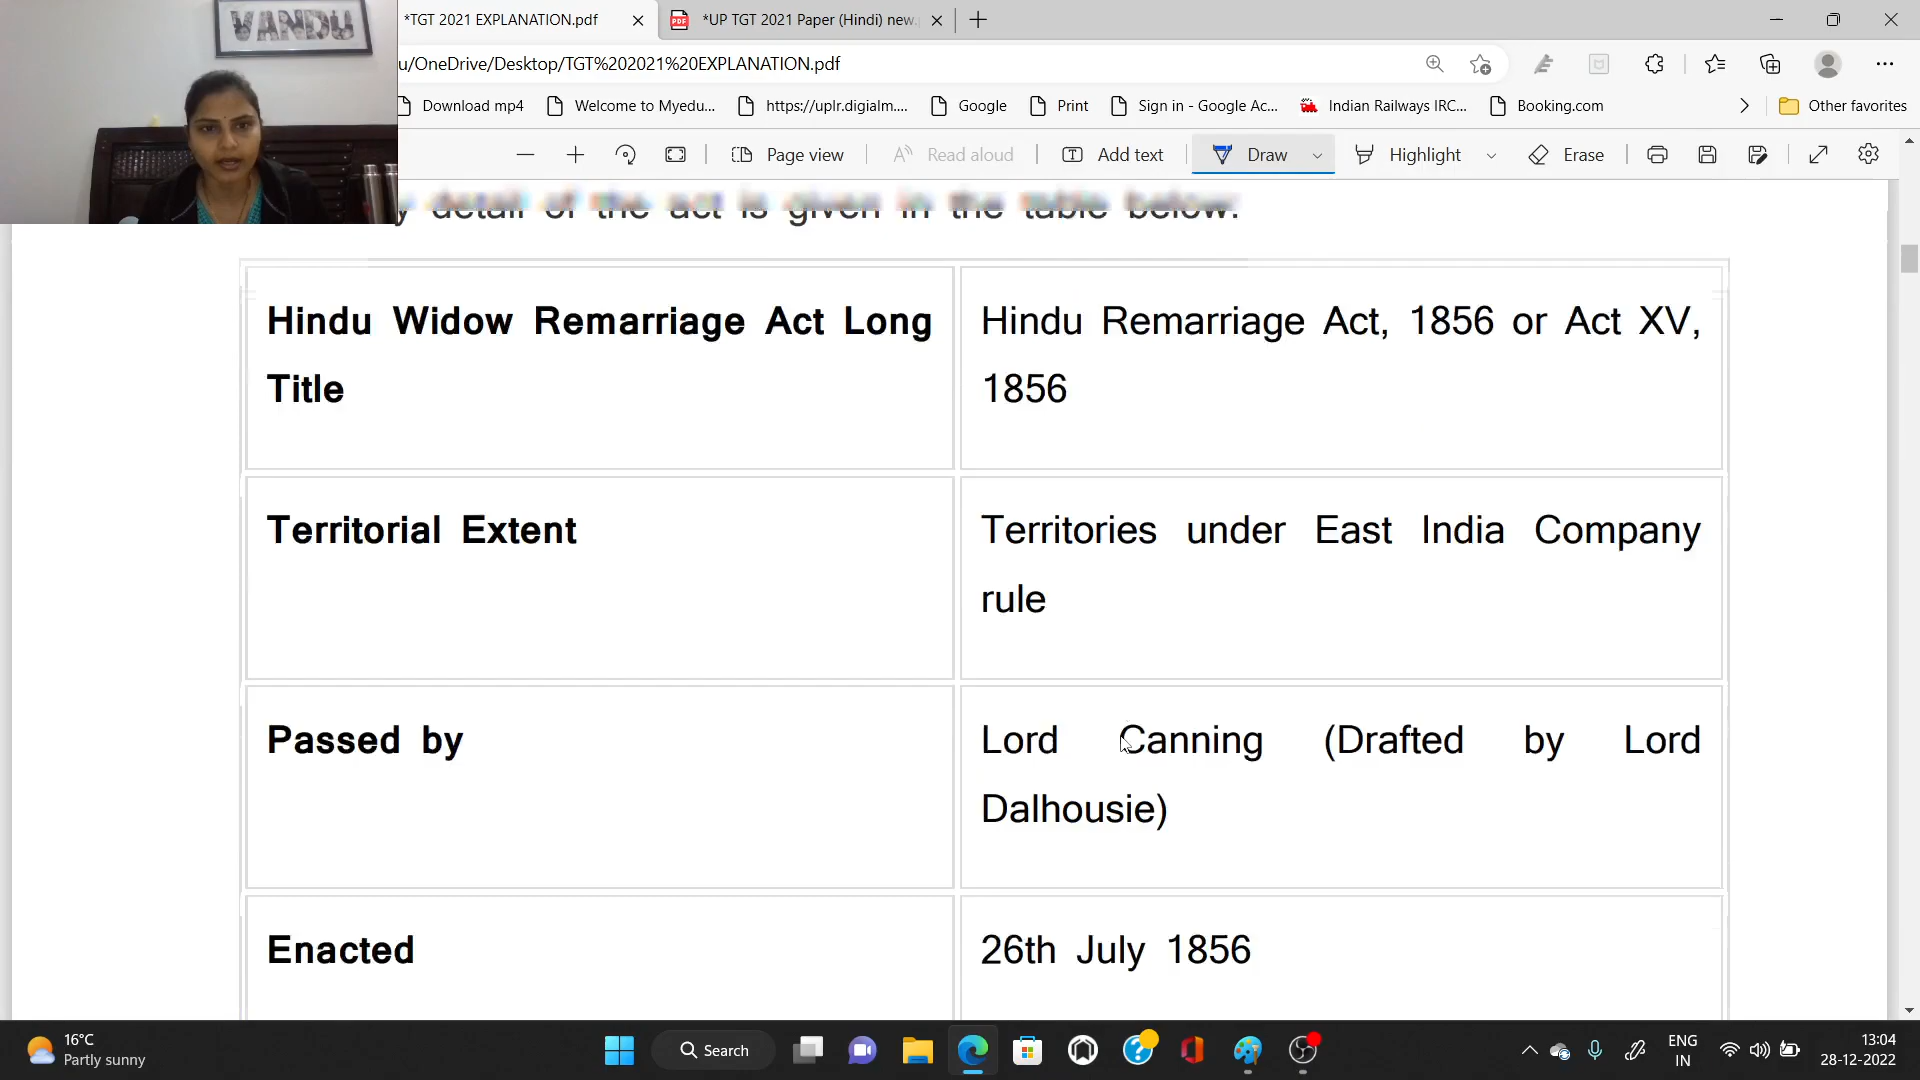 VANDU
*TGT 2021 EXPLANATION.pdf
*UP TGT 2021 Paper (Hindi) new.
u/OneDrive/Desktop/TGT%202021%20EXPLANATION.pdf
Download mp4
Welcome to Myedu...
https://uplr.digialm....
Google
Print
Sign in - Google Ac...
Indian Railways IRC...
Booking.com
Other favorites
Page view
Read aloud
Add text
Draw
Highlight
Erase
y detail of the act is given in the table below:
Hindu Widow Remarriage Act Long
Title
Hindu Remarriage Act, 1856 or Act XV,
1856
Territorial Extent
Territories under East India Company
rule
Passed by
Lord Canning (Drafted by Lord
Dalhousie)
Enacted
26th July 1856
16°C
Partly sunny
Search
ENG
IN
13:04
28-12-2022